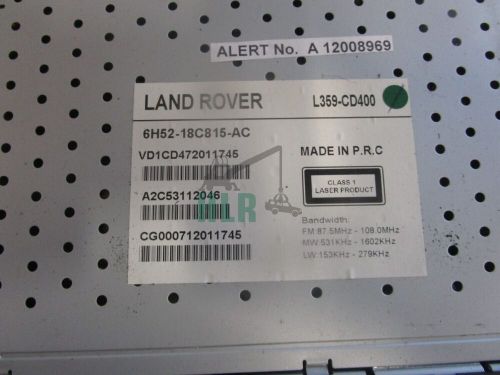 ALERT No. A 12008969
LAND ROVER
L359-CD400
6H52-18C815-AC
VD1CD472011745
MADE IN P.R.C
CLASS 1
LASER PRODUCT
A2C53112046
HLR
CG000712011745
Bandwidth:
FM:87.5MHz - 108.0MHz
MW:531KHz - 1602KHz
LW:153KHz - 279KHz